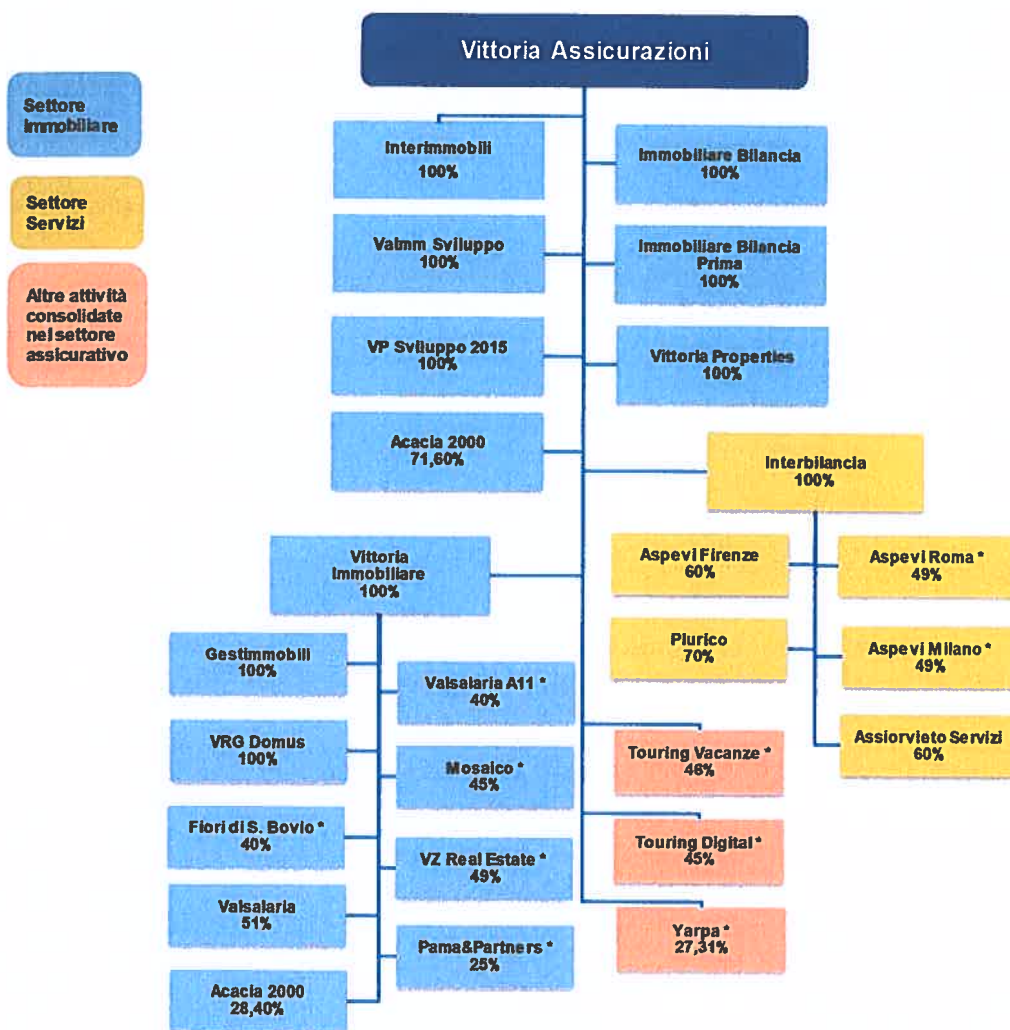 Vittoria Assicurazioni
Settore
Immobiliare
Settore
Servizi
Altre attività
consolidate
nel settore
assicurativo
Interimmobili
100%
Immobiliare Bilancia
100%
Vaimm Sviluppo
100%
Immobiliare Bilancia
Prima
100%
VP Sviluppo 2015
100%
Vittoria Properties
100%
Acacia 2000
71,60%
Interbilancia
100%
Vittoria
Immobiliare
100%
Aspevi Firenze
60%
Aspevi Roma *
49%
Plurico
70%
Aspevi Milano *
49%
Assiorvieto Servizi
60%
Gestimmobili
100%
Valsalaria A11 *
40%
VRG Domus
100%
Mosaico *
45%
Fiori di S. Bovio *
40%
VZ Real Estate *
49%
Valsalaria
51%
Pama&Partners *
25%
Acacia 2000
28,40%
Touring Vacanze *
46%
Touring Digital *
45%
Yarpa *
27,31%